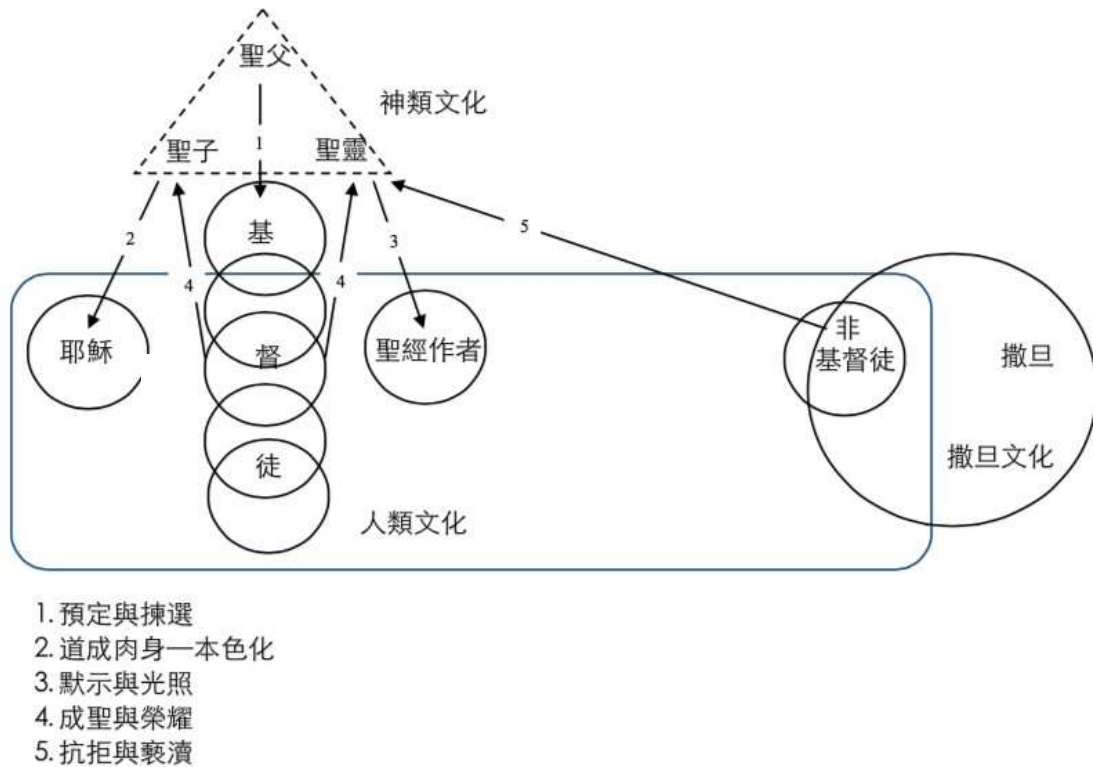 聖父
神類文化
1
聖子
聖靈
基
2
3
5
4
4
耶穌
督
聖經作者
非
基督徒
撒旦
撒旦文化
徒
人類文化
1. 預定與揀選
2. 道成肉身一本色化
3. 默示與光照
4. 成聖與榮耀
5. 抗拒與褻瀆